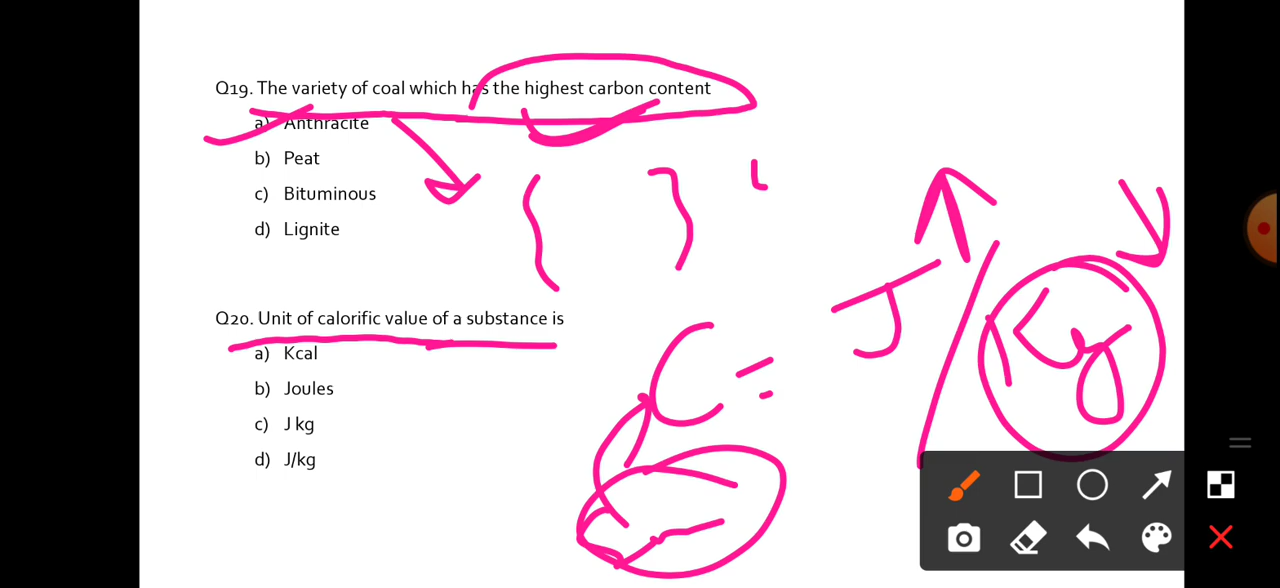 Q19. The variety of coal which has the highest carbon content
a) Anthracite
b) Peat
c) Bituminous
d) Lignite
Q20. Unit of calorific value of a substance is
a) Kcal
b) Joules
c) J kg
d) J/kg
C =
J/Kg